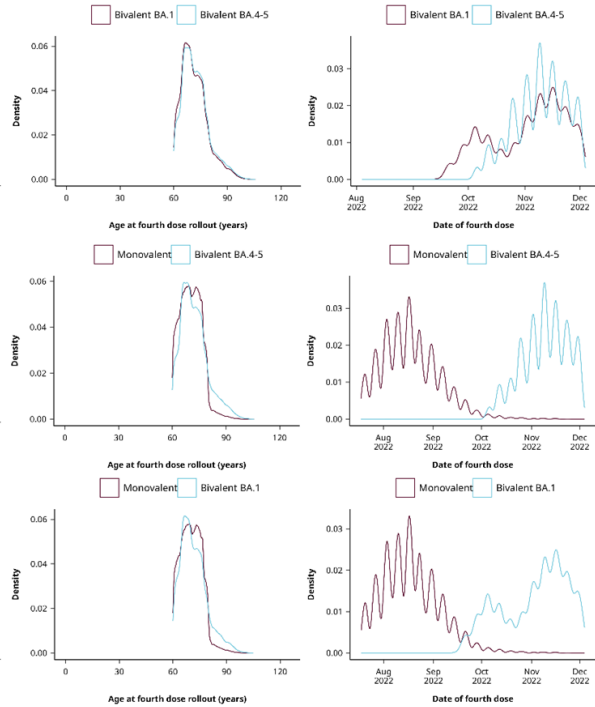 Bivalent BA.1 Bivalent BA.4-5
Density
0.06
0.04
0.02
0.00
0 30 60 90 120
Age at fourth dose rollout (years)
Bivalent BA.1 Bivalent BA.4-5
Density
0.03
0.02
0.01
0.00
Aug 2022 Sep 2022 Oct 2022 Nov 2022 Dec 2022
Date of fourth dose
Monovalent Bivalent BA.4-5
Density
0.06
0.04
0.02
0.00
0 30 60 90 120
Age at fourth dose rollout (years)
Monovalent Bivalent BA.4-5
Density
0.03
0.02
0.01
0.00
Aug 2022 Sep 2022 Oct 2022 Nov 2022 Dec 2022
Date of fourth dose
Monovalent Bivalent BA.1
Density
0.06
0.04
0.02
0.00
0 30 60 90 120
Age at fourth dose rollout (years)
Monovalent Bivalent BA.1
Density
0.03
0.02
0.01
0.00
Aug 2022 Sep 2022 Oct 2022 Nov 2022 Dec 2022
Date of fourth dose